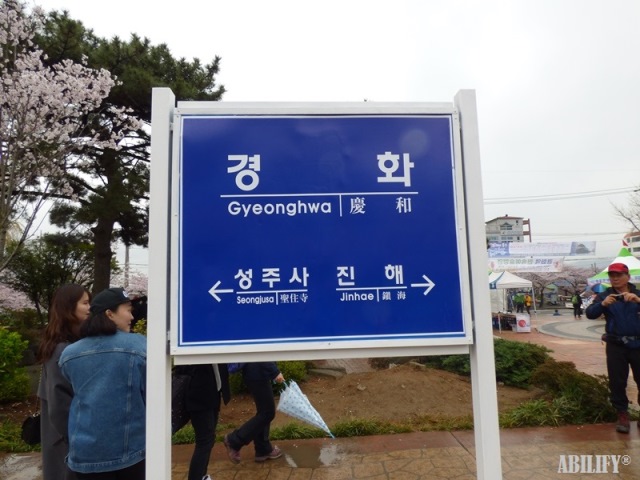 경 화
Gyeonghwa 慶 和
성주사 진 해
Seongjusa 聖住寺 Jinhae 鎭海
ABILIFY®